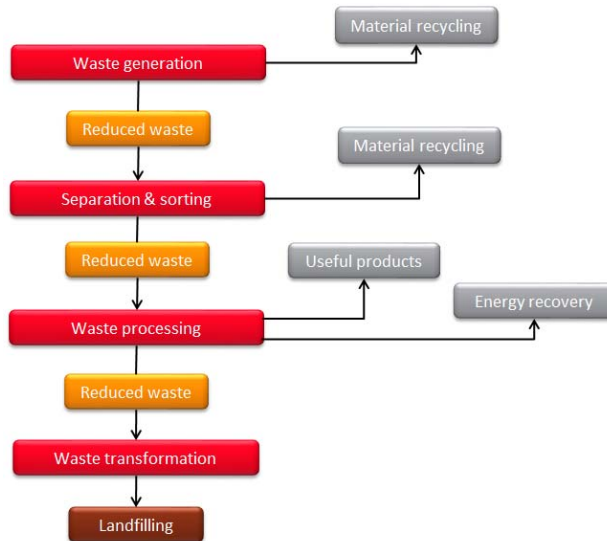 Material recycling
Waste generation
Reduced waste
Material recycling
Separation & sorting
Reduced waste
Useful products
Energy recovery
Waste processing
Reduced waste
Waste transformation
Landfilling